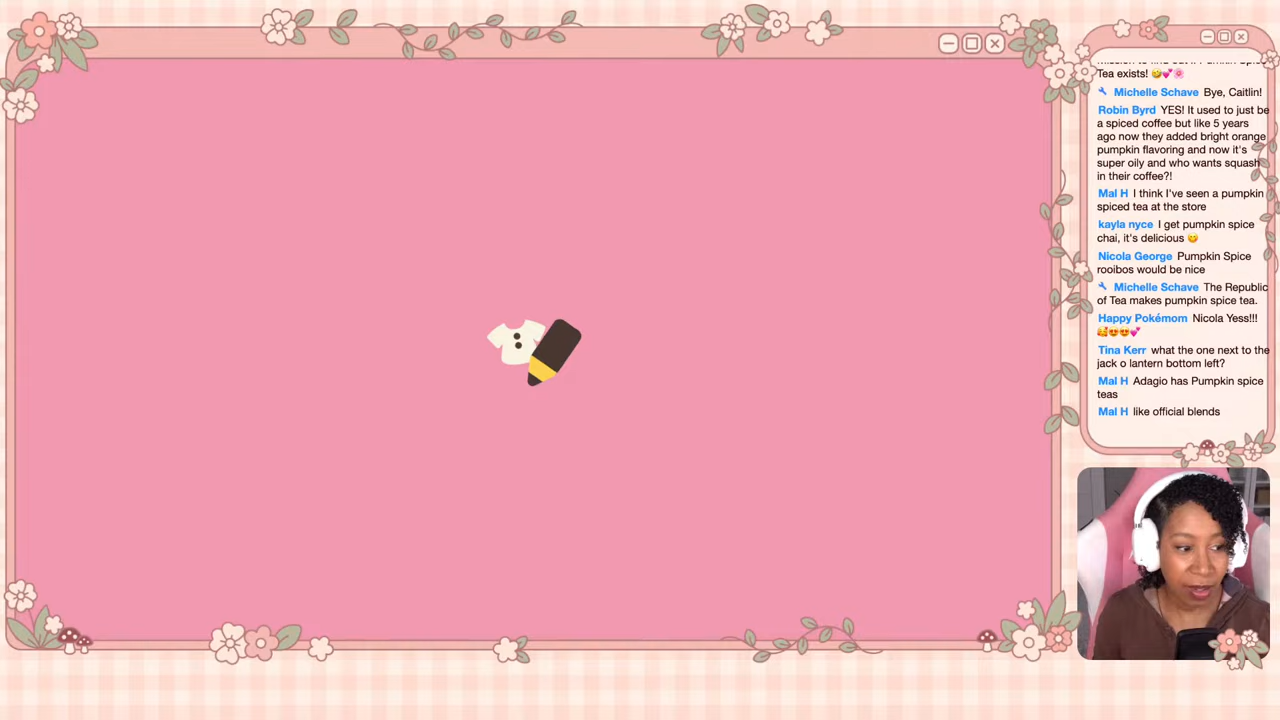 Tea exists! 🤣💕🌸
Michelle Schave Bye, Caitlin!
Robin Byrd YES! It used to just be
a spiced coffee but like 5 years
ago now they added bright orange
pumpkin flavoring and now it's
super oily and who wants squash
in their coffee?!
Mal H I think I've seen a pumpkin
spiced tea at the store
kayla nyce I get pumpkin spice
chai, it's delicious 😋
Nicola George Pumpkin Spice
rooibos would be nice
Michelle Schave The Republic
of Tea makes pumpkin spice tea.
Happy Pokémom Nicola Yess!!!
🥰😍😍💕
Tina Kerr what the one next to the
jack o lantern bottom left?
Mal H Adagio has Pumpkin spice
teas
Mal H like official blends